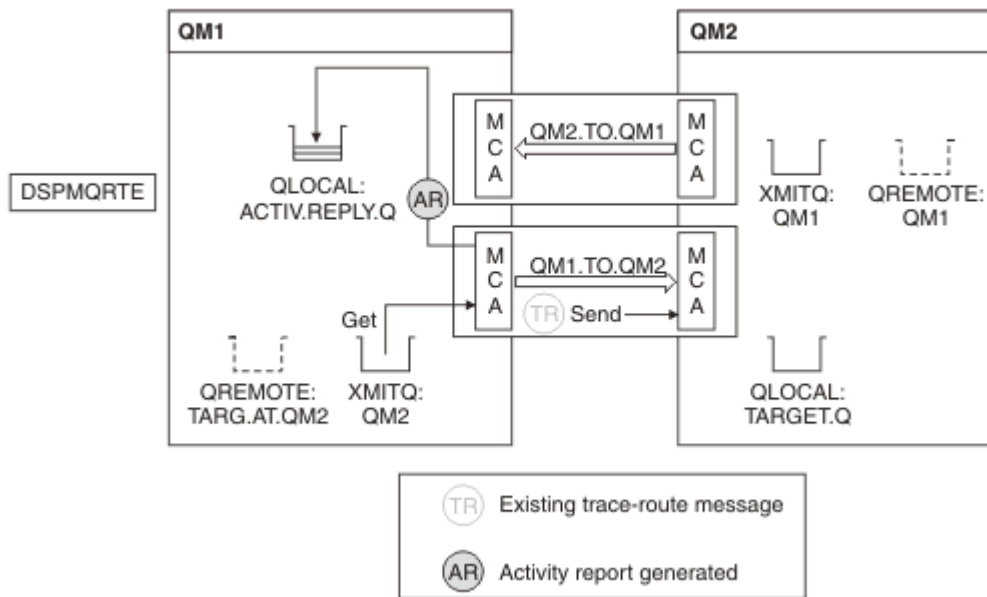 QM1
QM2
M
C
A
QM2.TO.QM1
M
C
A
DSPMQRTE
QLOCAL:
ACTIV.REPLY.Q
AR
XMITQ:
QM1
QREMOTE:
QM1
M
C
A
QM1.TO.QM2
TR Send
M
C
A
Get
QREMOTE:
TARG.AT.QM2
XMITQ:
QM2
QLOCAL:
TARGET.Q
TR Existing trace-route message
AR Activity report generated